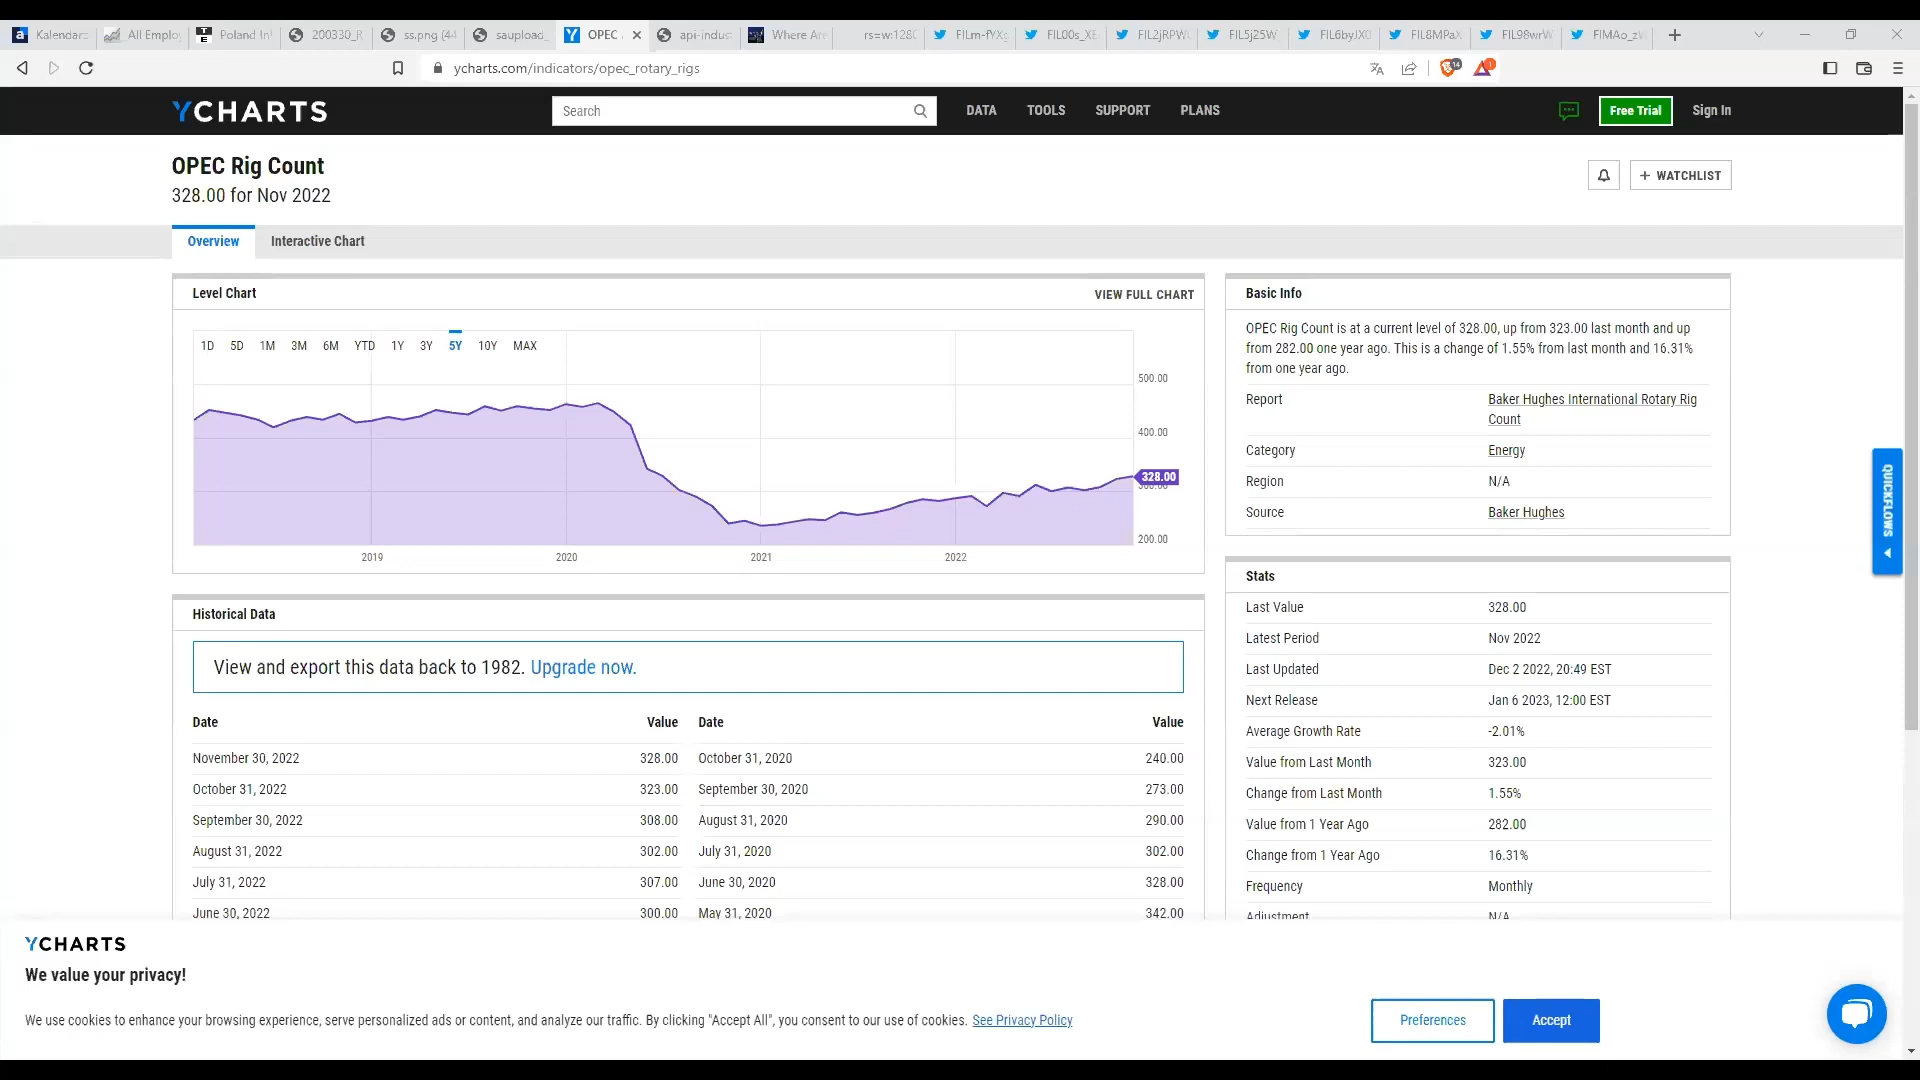 Kalendarz
All Employ
Poland In
200330_R
ss.png (44
saupload_
OPEC
api-indus
Where Are
rs=w:1280
FILm-fYXg
FIL00s_XE
FIL2jRPW
FIL5j25W
FIL6byJX0
FIL8MPaX
FIL98wrW
FIMAo_z
ycharts.com/indicators/opec_rotary_rigs
14
1
YCHARTS
Search
DATA
TOOLS
SUPPORT
PLANS
Free Trial
Sign In
OPEC Rig Count
328.00 for Nov 2022
+ WATCHLIST
Overview
Interactive Chart
Level Chart
VIEW FULL CHART
1D 5D 1M 3M 6M YTD 1Y 3Y 5Y 10Y MAX
500.00
400.00
328.00
300.00
200.00
2019 2020 2021 2022
Basic Info
OPEC Rig Count is at a current level of 328.00, up from 323.00 last month and up
from 282.00 one year ago. This is a change of 1.55% from last month and 16.31%
from one year ago.
Report Baker Hughes International Rotary Rig
Count
Category Energy
Region N/A
Source Baker Hughes
QUICKFLOWS
Stats
Last Value 328.00
Latest Period Nov 2022
Last Updated Dec 2 2022, 20:49 EST
Next Release Jan 6 2023, 12:00 EST
Average Growth Rate -2.01%
Value from Last Month 323.00
Change from Last Month 1.55%
Value from 1 Year Ago 282.00
Change from 1 Year Ago 16.31%
Frequency Monthly
Adjustment N/A
Historical Data
View and export this data back to 1982. Upgrade now.
Date Value Date Value
November 30, 2022 328.00 October 31, 2020 240.00
October 31, 2022 323.00 September 30, 2020 273.00
September 30, 2022 308.00 August 31, 2020 290.00
August 31, 2022 302.00 July 31, 2020 302.00
July 31, 2022 307.00 June 30, 2020 328.00
June 30, 2022 300.00 May 31, 2020 342.00
YCHARTS
We value your privacy!
We use cookies to enhance your browsing experience, serve personalized ads or content, and analyze our traffic. By clicking "Accept All", you consent to our use of cookies. See Privacy Policy
Preferences
Accept